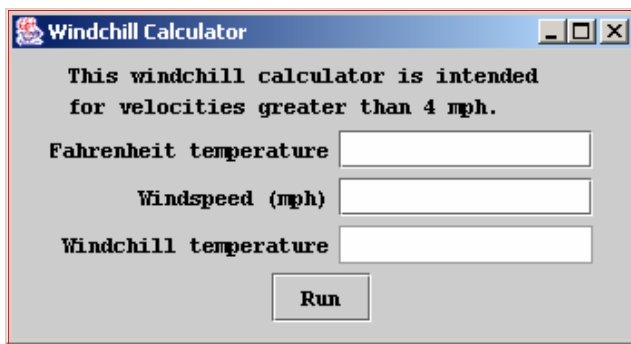 Windchill Calculator
This windchill calculator is intended
for velocities greater than 4 mph.
Fahrenheit temperature
Windspeed (mph)
Windchill temperature
Run